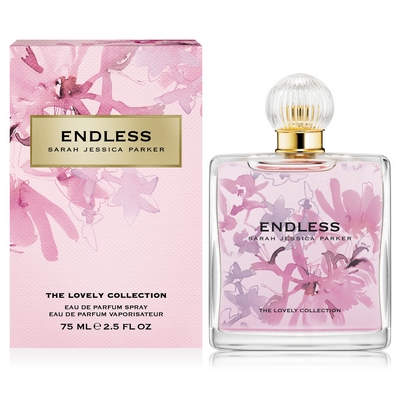 ENDLESS
SARAH JESSICA PARKER
THE LOVELY COLLECTION
EAU DE PARFUM SPRAY
EAU DE PARFUM VAPORISATEUR
75 ML ℮ 2.5 FL OZ
ENDLESS
SARAH JESSICA PARKER
THE LOVELY COLLECTION